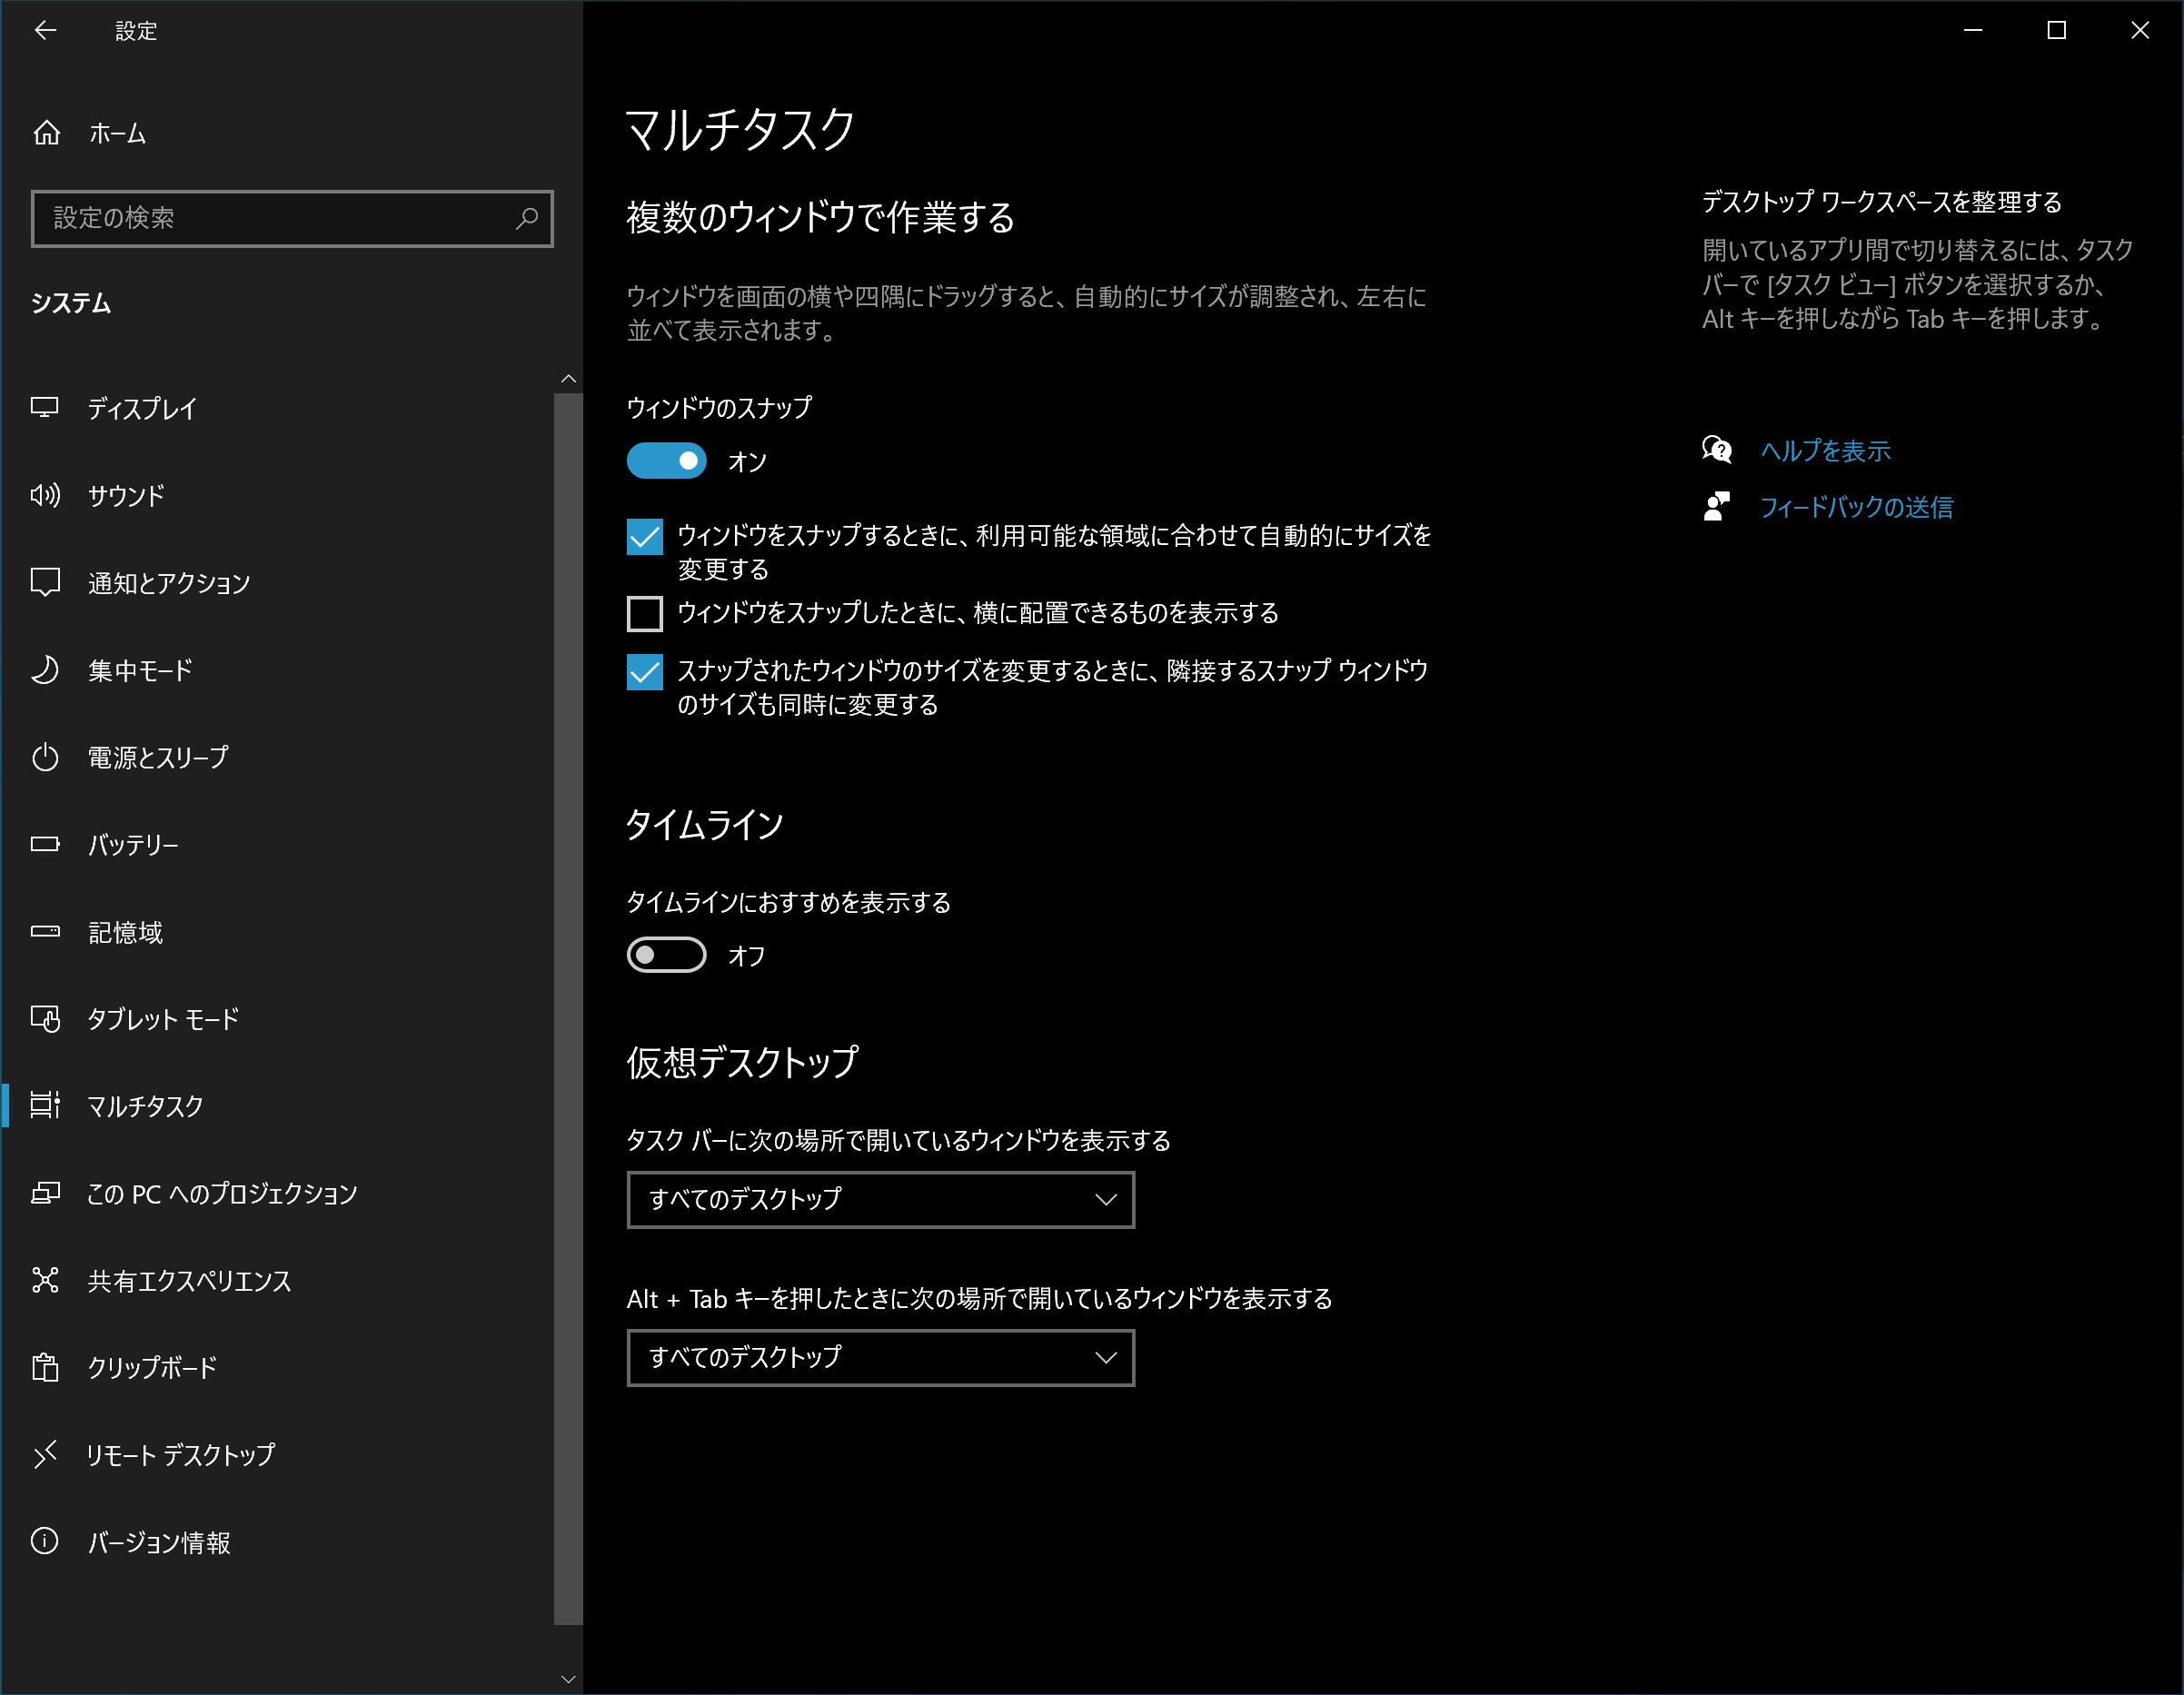 設定
ホーム
設定の検索
システム
ディスプレイ
サウンド
通知とアクション
集中モード
電源とスリープ
バッテリー
記憶域
タブレット モード
マルチタスク
この PC へのプロジェクション
共有エクスペリエンス
クリップボード
リモート デスクトップ
バージョン情報
マルチタスク
複数のウィンドウで作業する
ウィンドウを画面の横や四隅にドラッグすると、自動的にサイズが調整され、左右に
並べて表示されます。
ウィンドウのスナップ
オン
ウィンドウをスナップするときに、利用可能な領域に合わせて自動的にサイズを
変更する
ウィンドウをスナップしたときに、横に配置できるものを表示する
スナップされたウィンドウのサイズを変更するときに、隣接するスナップ ウィンドウ
のサイズも同時に変更する
タイムライン
タイムラインにおすすめを表示する
オフ
仮想デスクトップ
タスク バーに次の場所で開いているウィンドウを表示する
すべてのデスクトップ
Alt + Tab キーを押したときに次の場所で開いているウィンドウを表示する
すべてのデスクトップ
デスクトップ ワークスペースを整理する
開いているアプリ間で切り替えるには、タスク
バーで [タスク ビュー] ボタンを選択するか、
Alt キーを押しながら Tab キーを押します。
ヘルプを表示
フィードバックの送信